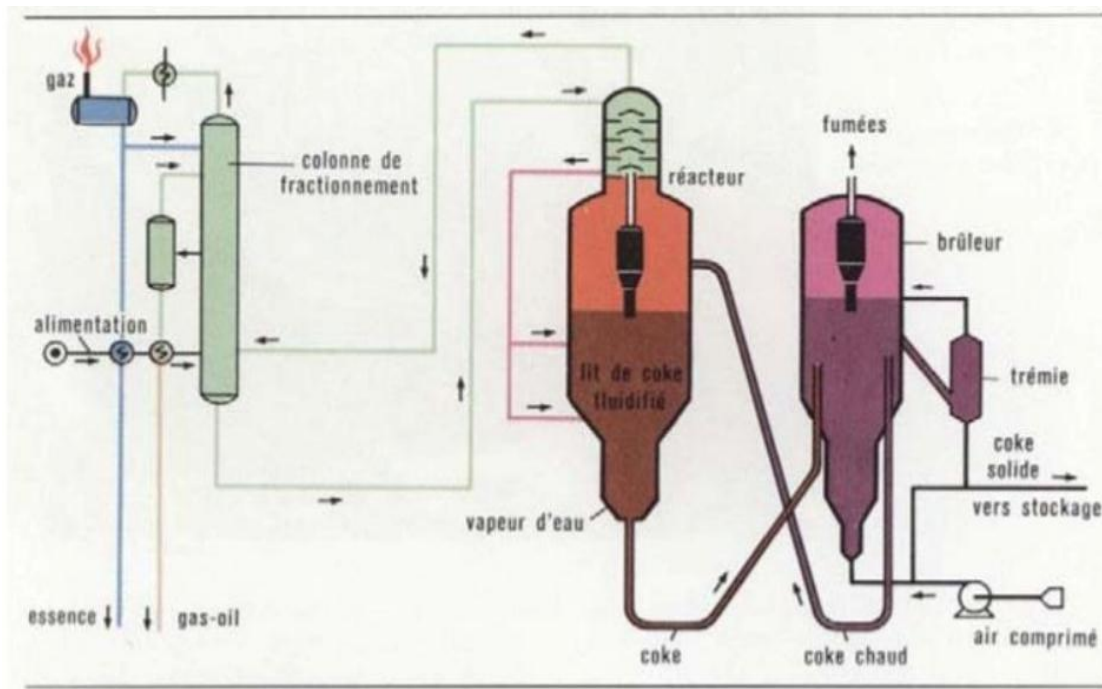 gaz
colonne de
fractionnement
alimentation
essence
gas-oil
réacteur
lit de coke
fluidifié
vapeur d'eau
coke
fumées
brûleur
trémie
coke
solide
vers stockage
air comprimé
coke chaud